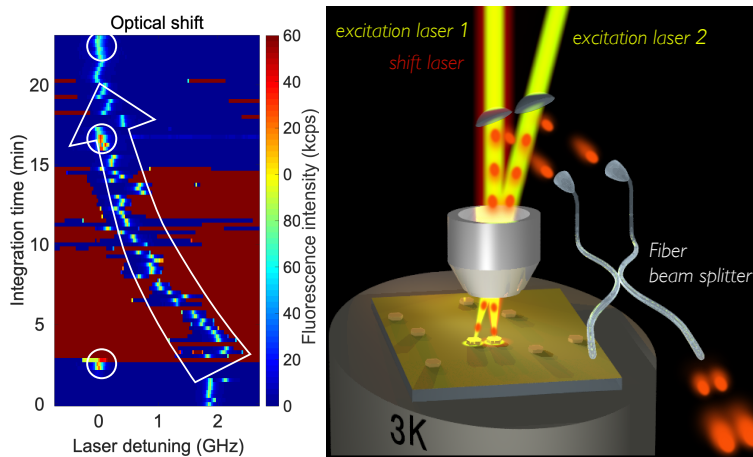 Optical shift
20
15
10
5
0
Integration time (min)
0
1
2
Laser detuning (GHz)
60
40
20
0
60
40
20
0
Fluorescence intensity (kcps)
excitation laser 1
shift laser
excitation laser 2
Fiber
beam splitter
3K